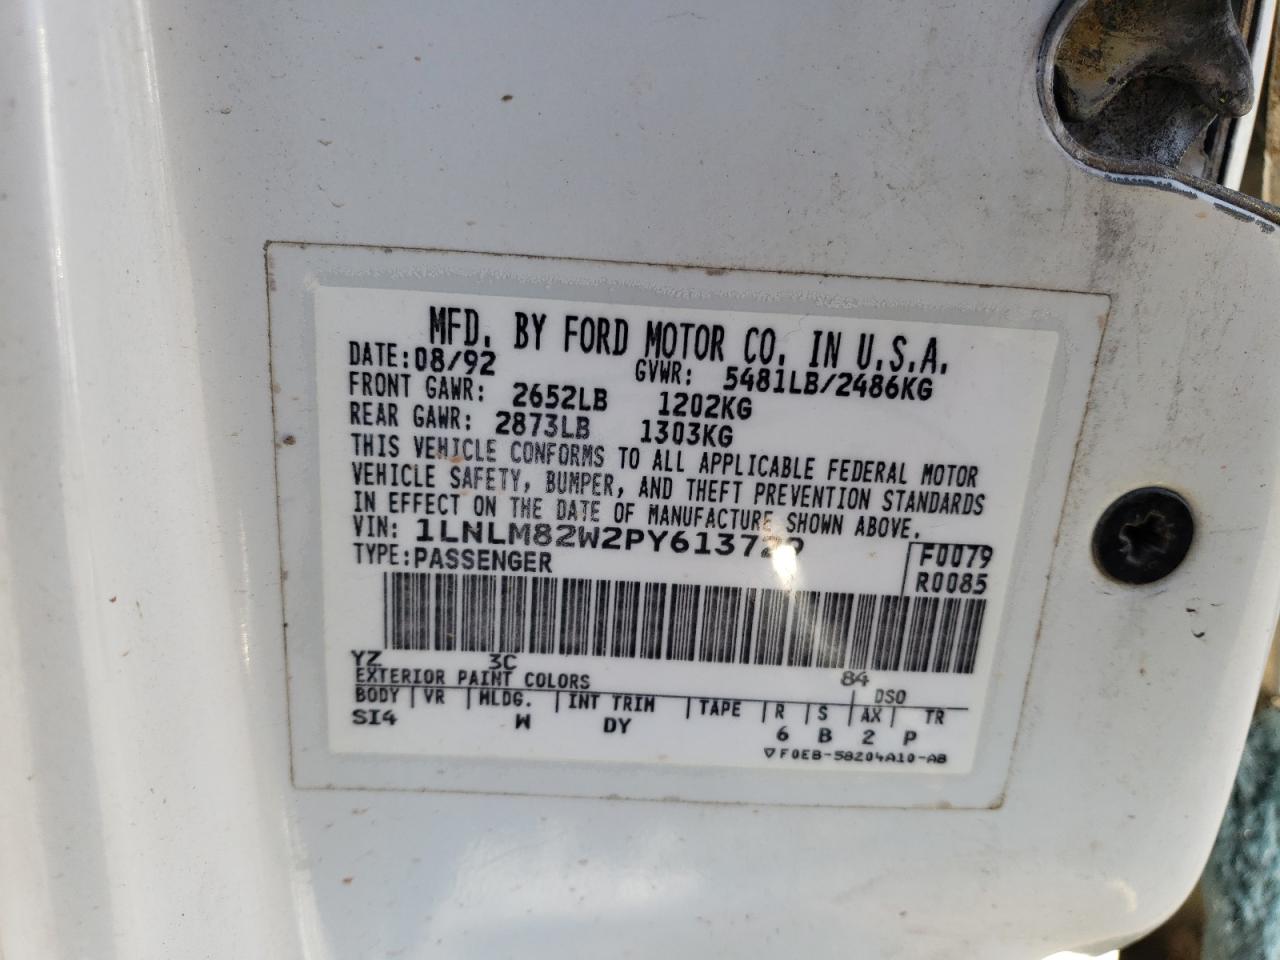 MFD. BY FORD MOTOR CO. IN U.S.A.
DATE: 08/92 GVWR: 5481LB/2486KG
FRONT GAWR: 2652LB 1202KG
REAR GAWR: 2873LB 1303KG
THIS VEHICLE CONFORMS TO ALL APPLICABLE FEDERAL MOTOR
VEHICLE SAFETY, BUMPER, AND THEFT PREVENTION STANDARDS
IN EFFECT ON THE DATE OF MANUFACTURE SHOWN ABOVE.
VIN: 1LNLM82W2PY613729 F0079
TYPE: PASSENGER R0085
YZ 3C 84
EXTERIOR PAINT COLORS DSO
BODY VR MLDG. INT TRIM TAPE R S AX TR
SI4 W DY 6 B 2 P
▽F0EB-58204A10-AB